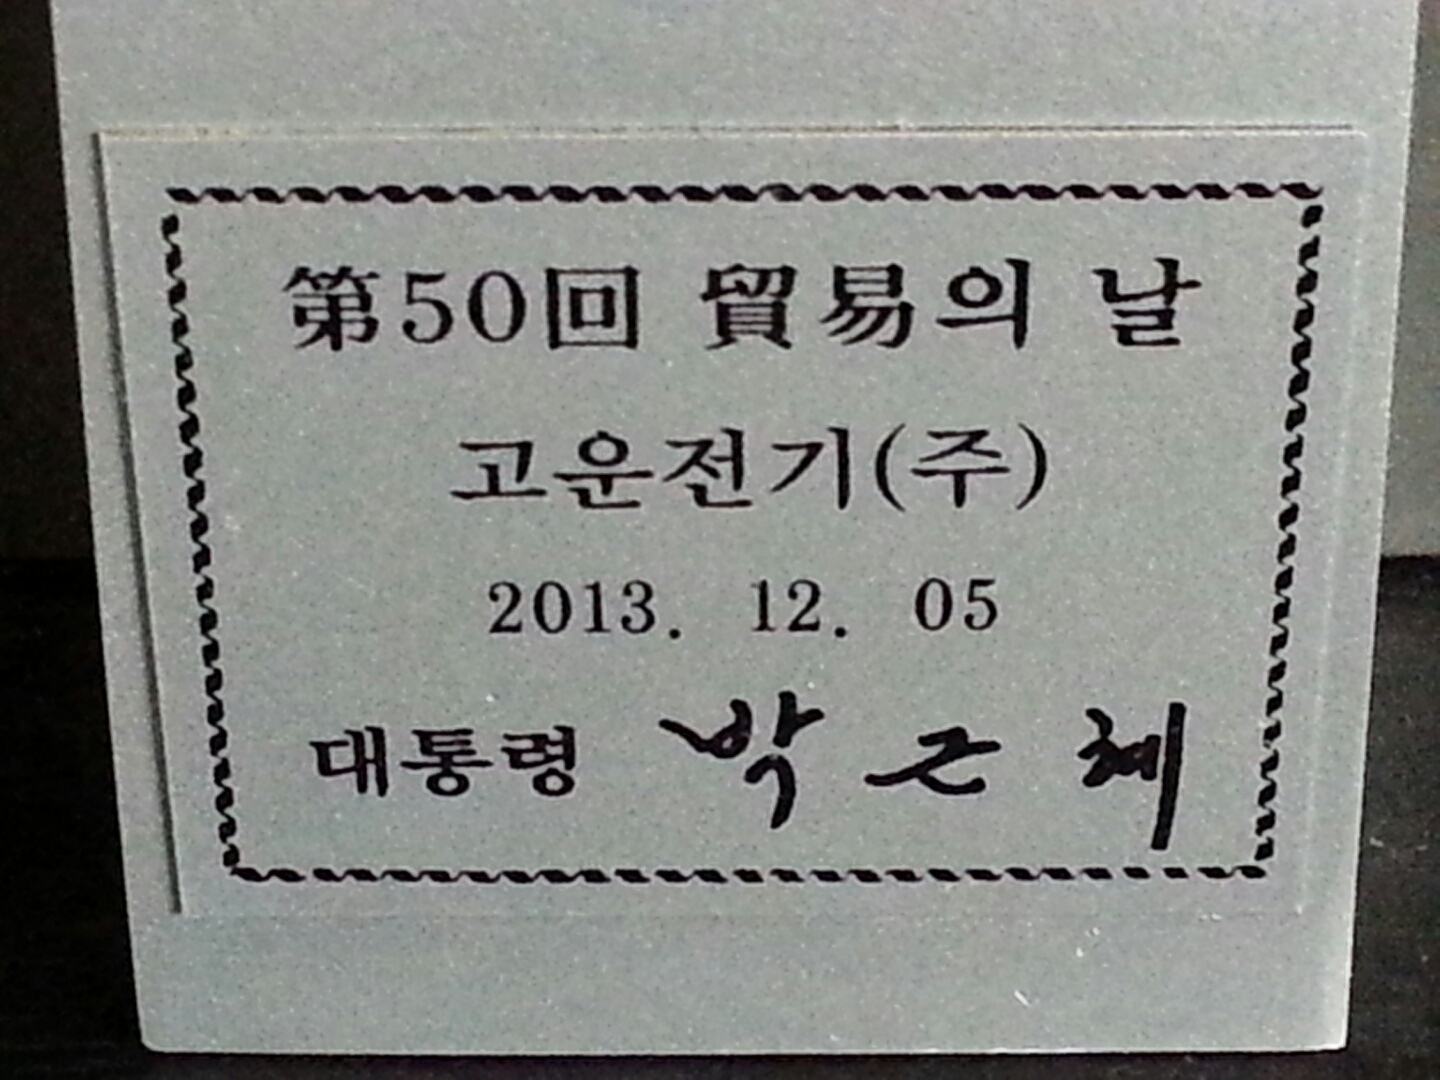 第50回 貿易의 날
고운전기(주)
2013. 12. 05
대통령 박근혜